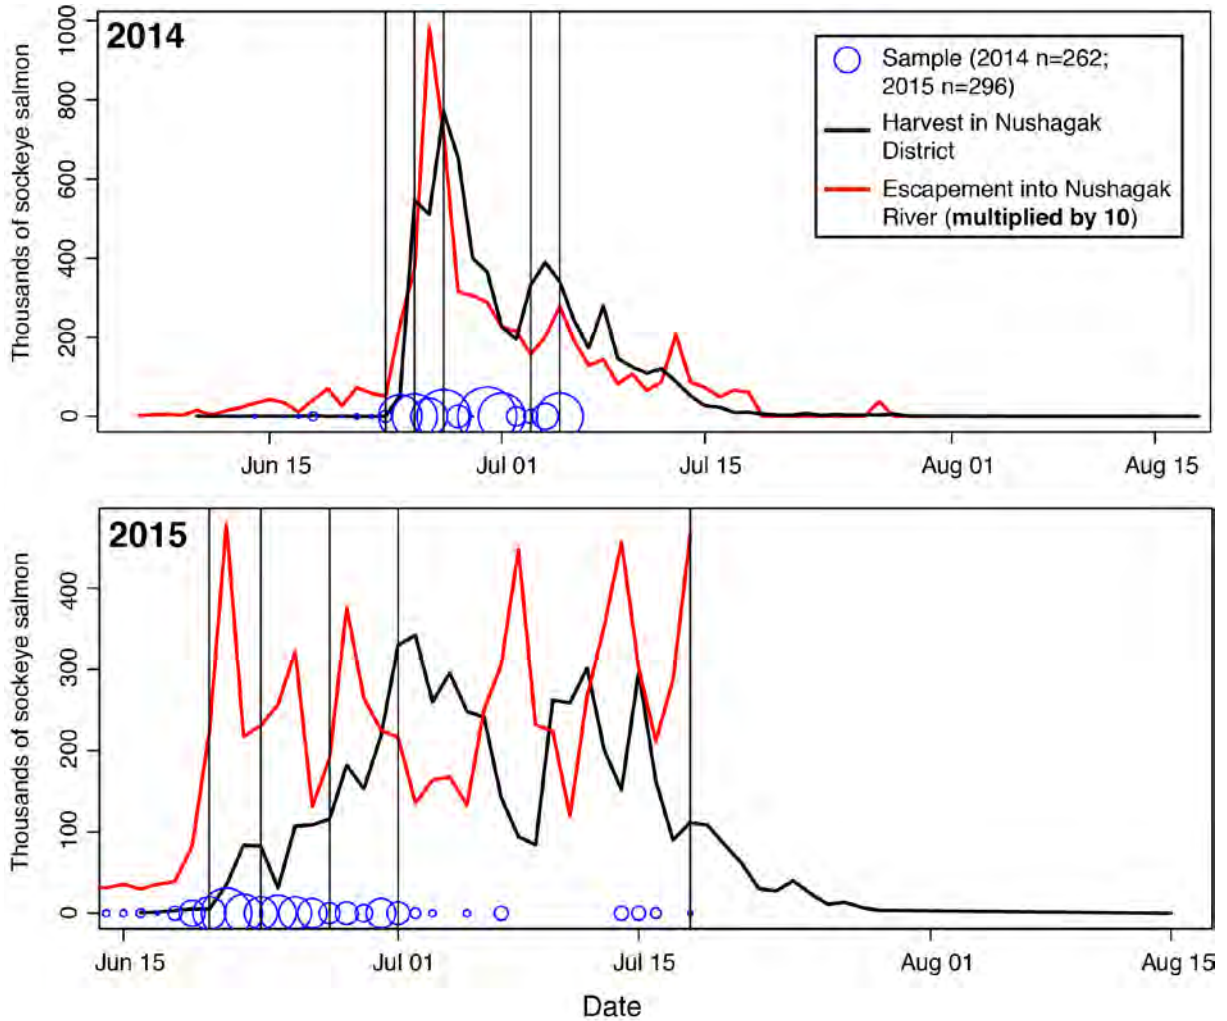 2014
Thousands of sockeye salmon
0 200 400 600 800 1000
Sample (2014 n=262;
2015 n=296)
Harvest in Nushagak
District
Escapement into Nushagak
River (multiplied by 10)
Jun 15 Jul 01 Jul 15 Aug 01 Aug 15
2015
Thousands of sockeye salmon
0 100 200 300 400
Jun 15 Jul 01 Jul 15 Aug 01 Aug 15
Date